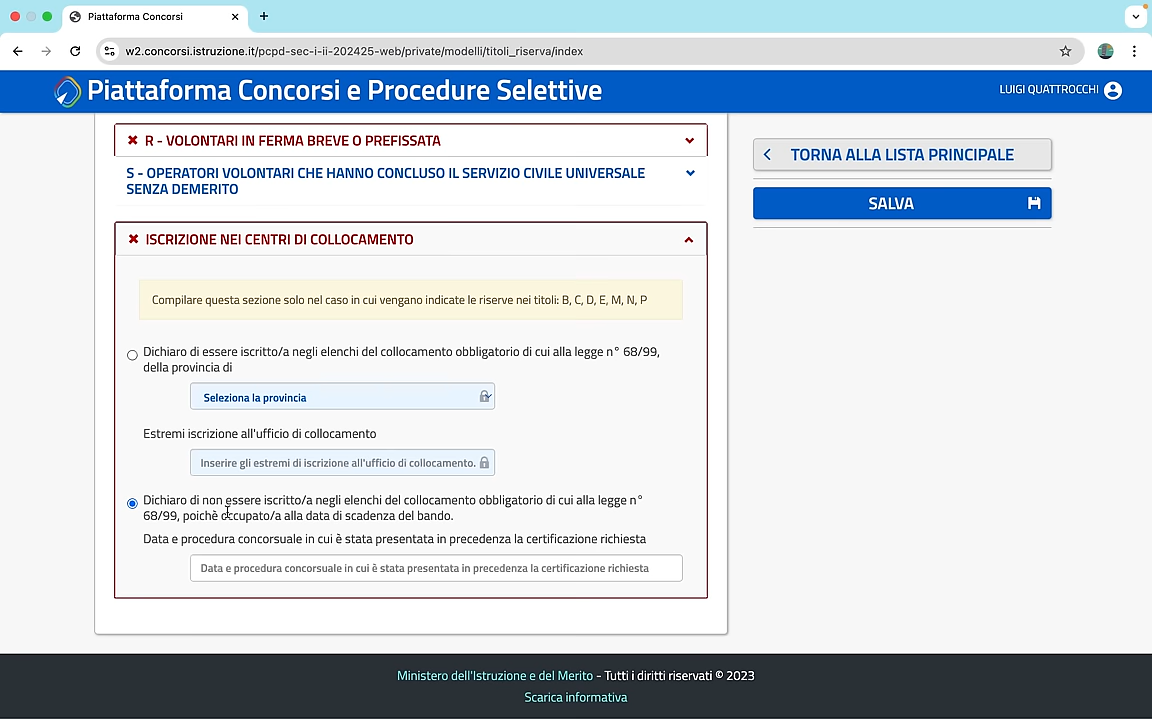 Piattaforma Concorsi
w2.concorsi.istruzione.it/pcpd-sec-i-ii-202425-web/private/modelli/titoli_riserva/index
Piattaforma Concorsi e Procedure Selettive
LUIGI QUATTROCCHI
R - VOLONTARI IN FERMA BREVE O PREFISSATA
S - OPERATORI VOLONTARI CHE HANNO CONCLUSO IL SERVIZIO CIVILE UNIVERSALE
SENZA DEMERITO
TORNA ALLA LISTA PRINCIPALE
SALVA
ISCRIZIONE NEI CENTRI DI COLLOCAMENTO
Compilare questa sezione solo nel caso in cui vengano indicate le riserve nei titoli: B, C, D, E, M, N, P
Dichiaro di essere iscritto/a negli elenchi del collocamento obbligatorio di cui alla legge n° 68/99,
della provincia di
Seleziona la provincia
Estremi iscrizione all'ufficio di collocamento
Inserire gli estremi di iscrizione all'ufficio di collocamento.
Dichiaro di non essere iscritto/a negli elenchi del collocamento obbligatorio di cui alla legge n°
68/99, poichè occupato/a alla data di scadenza del bando.
Data e procedura concorsuale in cui è stata presentata in precedenza la certificazione richiesta
Data e procedura concorsuale in cui è stata presentata in precedenza la certificazione richiesta
Ministero dell'Istruzione e del Merito - Tutti i diritti riservati © 2023
Scarica informativa